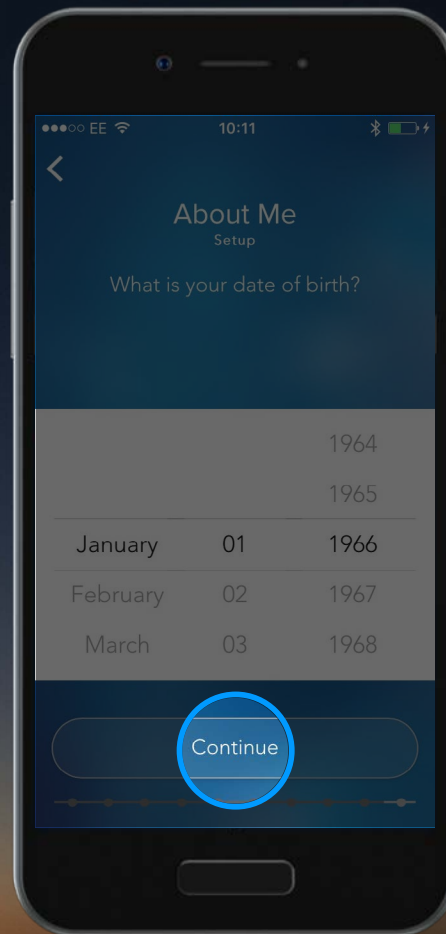 EE 10:11
About Me
Setup
What is your date of birth?
1964
1965
January 01 1966
February 02 1967
March 03 1968
Continue